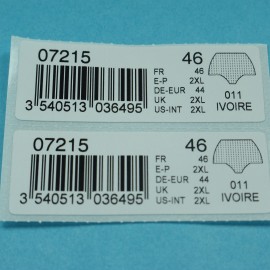 07215 46
FR 46
E-P 2XL
DE-EUR 44
UK 2XL
US-INT 2XL
011
IVOIRE
3 540513 036495
07215 46
FR 46
E-P 2XL
DE-EUR 44
UK 2XL
US-INT 2XL
011
IVOIRE
3 540513 036495